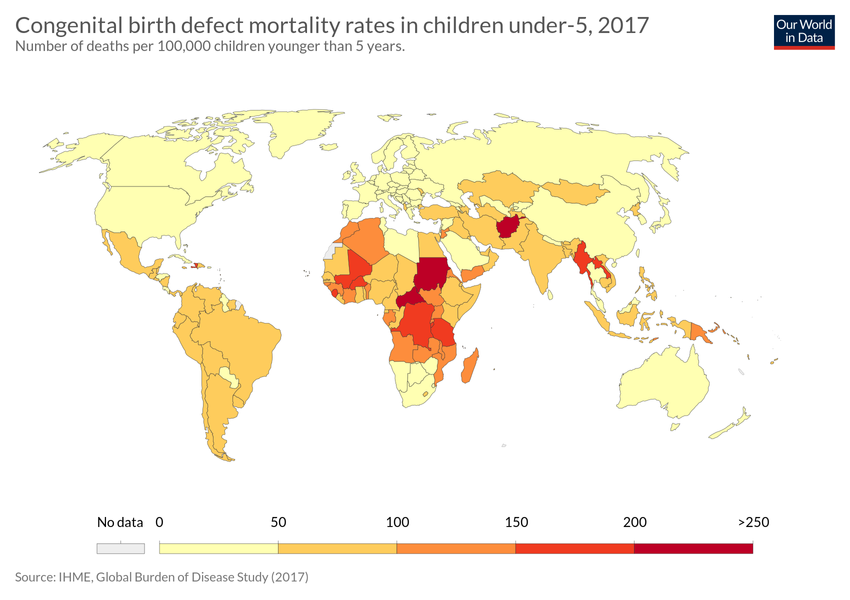 Congenital birth defect mortality rates in children under-5, 2017
Number of deaths per 100,000 children younger than 5 years.
Our World
in Data
No data 0 50 100 150 200 >250
Source: IHME, Global Burden of Disease Study (2017)